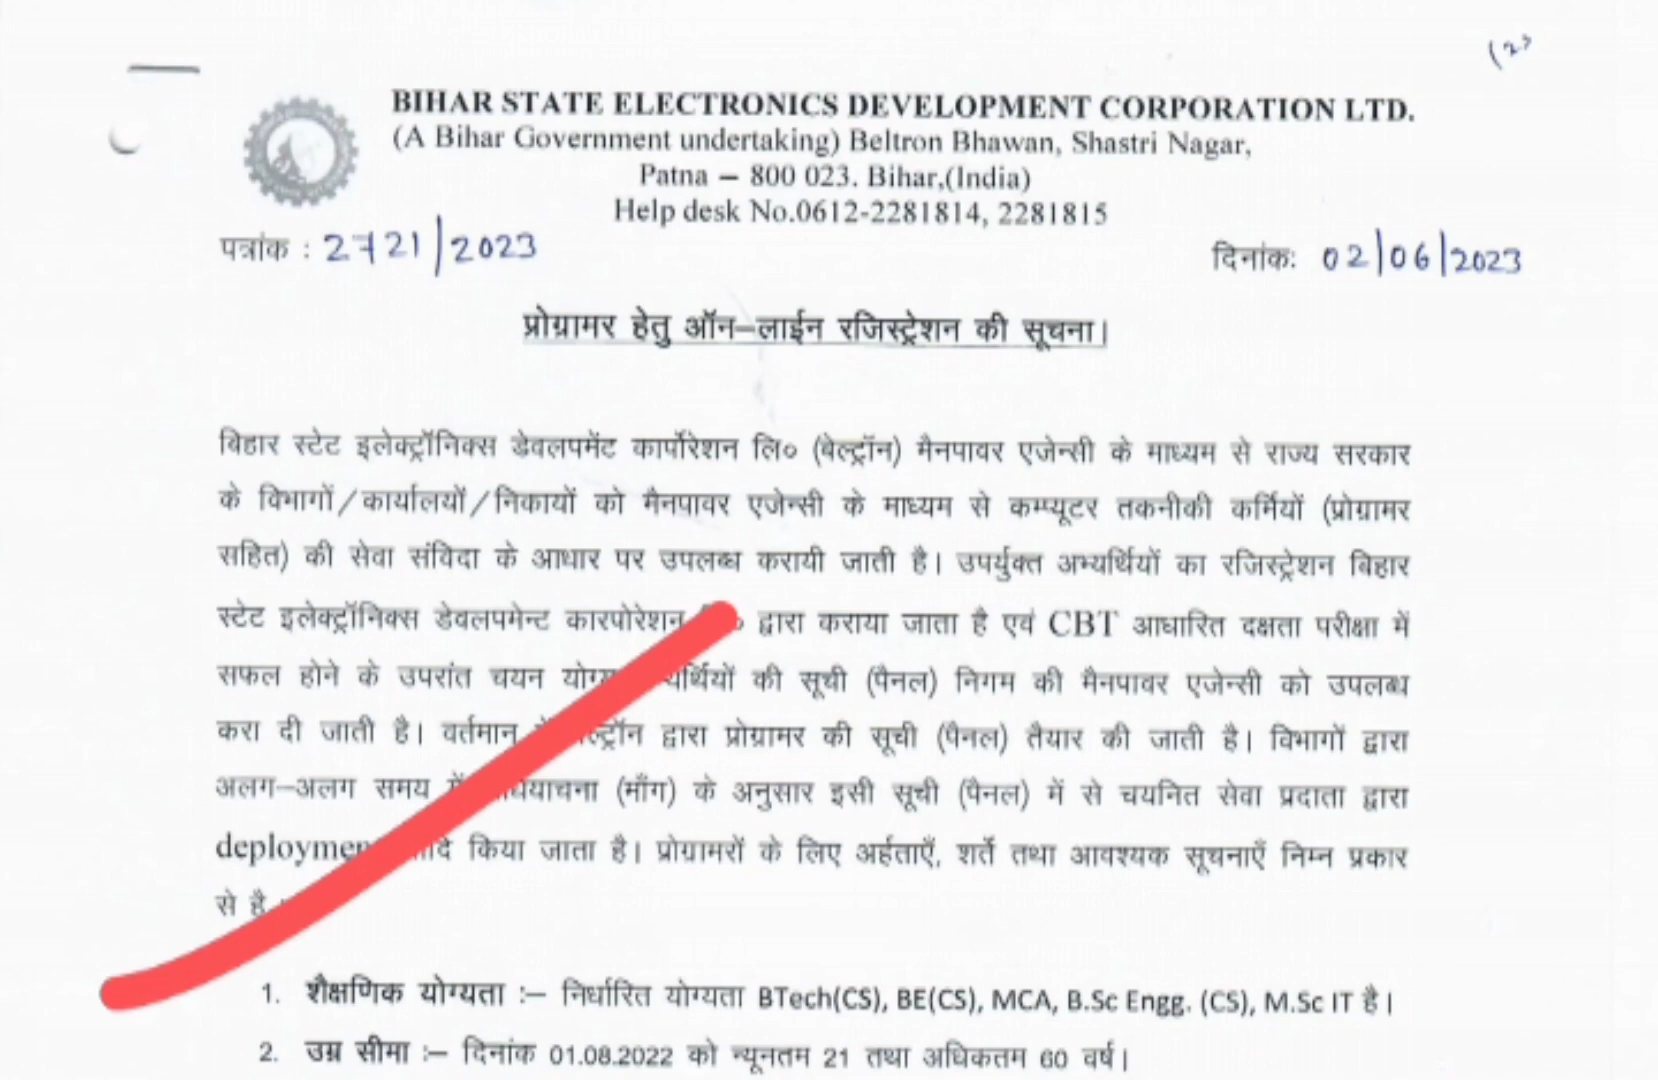 (2)
BIHAR STATE ELECTRONICS DEVELOPMENT CORPORATION LTD.
(A Bihar Government undertaking) Beltron Bhawan, Shastri Nagar,
Patna – 800 023. Bihar,(India)
Help desk No.0612-2281814, 2281815
पत्रांक : 2721/2023 दिनांक: 02/06/2023
प्रोग्रामर हेतु ऑन–लाईन रजिस्ट्रेशन की सूचना।
बिहार स्टेट इलेक्ट्रॉनिक्स डेवलपमेंट कार्पोरेशन लि० (बेल्ट्रॉन) मैनपावर एजेन्सी के माध्यम से राज्य सरकार
के विभागों/कार्यालयों/निकायों को मैनपावर एजेन्सी के माध्यम से कम्प्यूटर तकनीकी कर्मियों (प्रोग्रामर
सहित) की सेवा संविदा के आधार पर उपलब्ध करायी जाती है। उपर्युक्त अभ्यर्थियों का रजिस्ट्रेशन बिहार
स्टेट इलेक्ट्रॉनिक्स डेवलपमेन्ट कारपोरेशन द्वारा कराया जाता है एवं CBT आधारित दक्षता परीक्षा में
सफल होने के उपरांत चयन की सूची (पैनल) निगम की मैनपावर एजेन्सी को उपलब्ध
करा दी जाती है। वर्तमान द्वारा प्रोग्रामर की सूची (पैनल) तैयार की जाती है। विभागों द्वारा
अलग–अलग समय (माँग) के अनुसार इसी सूची (पैनल) में से चयनित सेवा प्रदाता द्वारा
deployment किया जाता है। प्रोग्रामरों के लिए अर्हताएँ, शर्ते तथा आवश्यक सूचनाएँ निम्न प्रकार
से है
1. शैक्षणिक योग्यता :– निर्धारित योग्यता BTech(CS), BE(CS), MCA, B.Sc Engg. (CS), M.Sc IT है।
2. उम्र सीमा :– दिनांक 01.08.2022 को न्यूनतम 21 तथा अधिकतम 60 वर्ष।